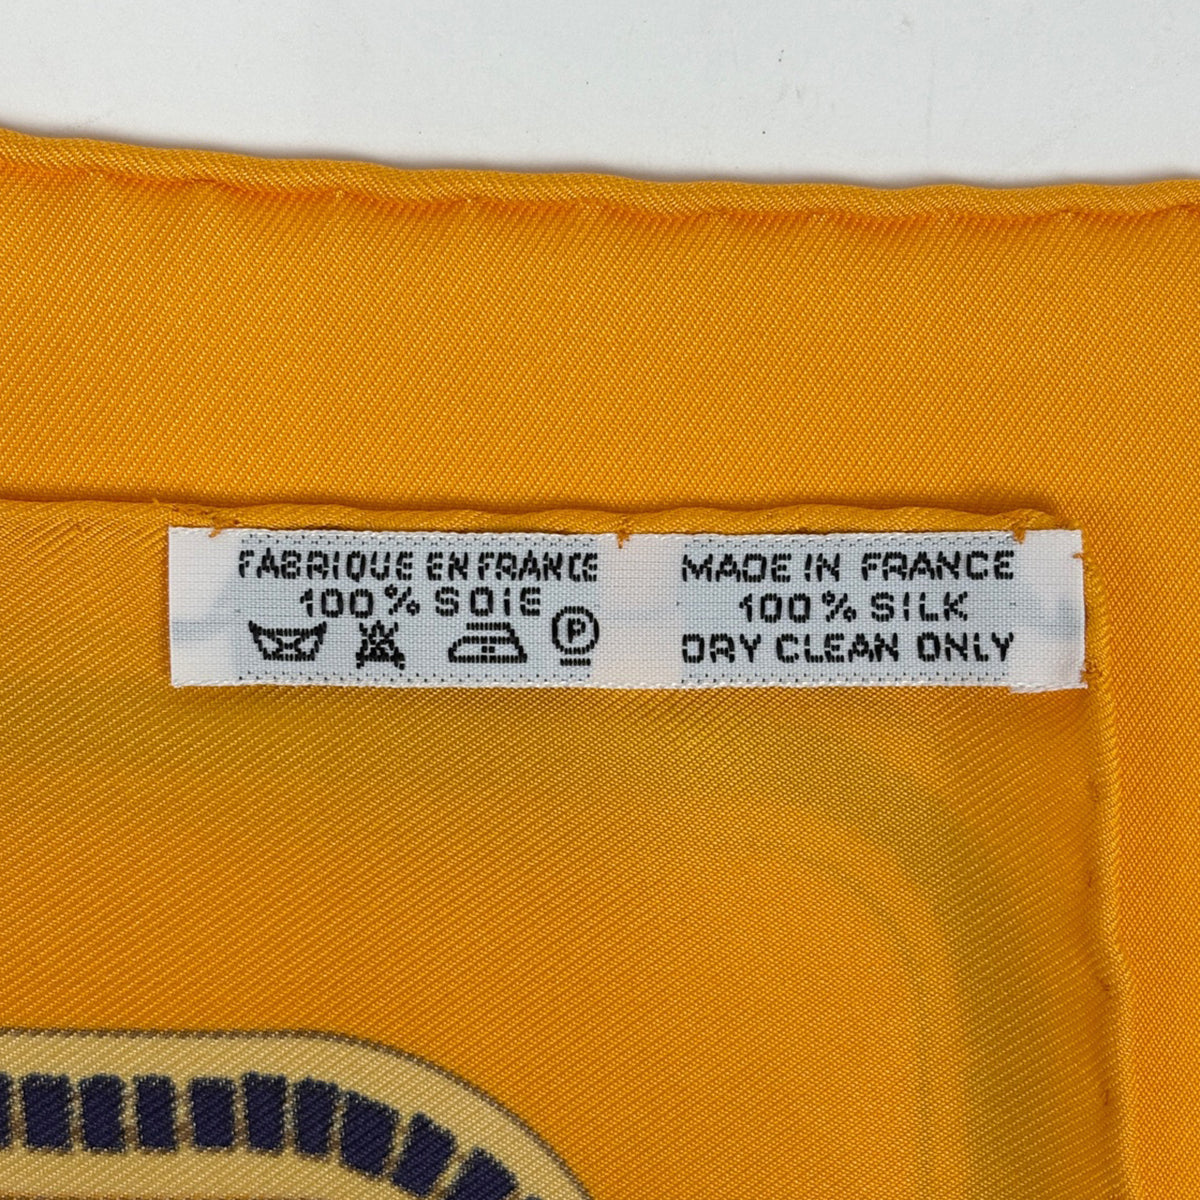 FABRIQUE EN FRANCE
100% SOIE
P
MADE IN FRANCE
100% SILK
DRY CLEAN ONLY